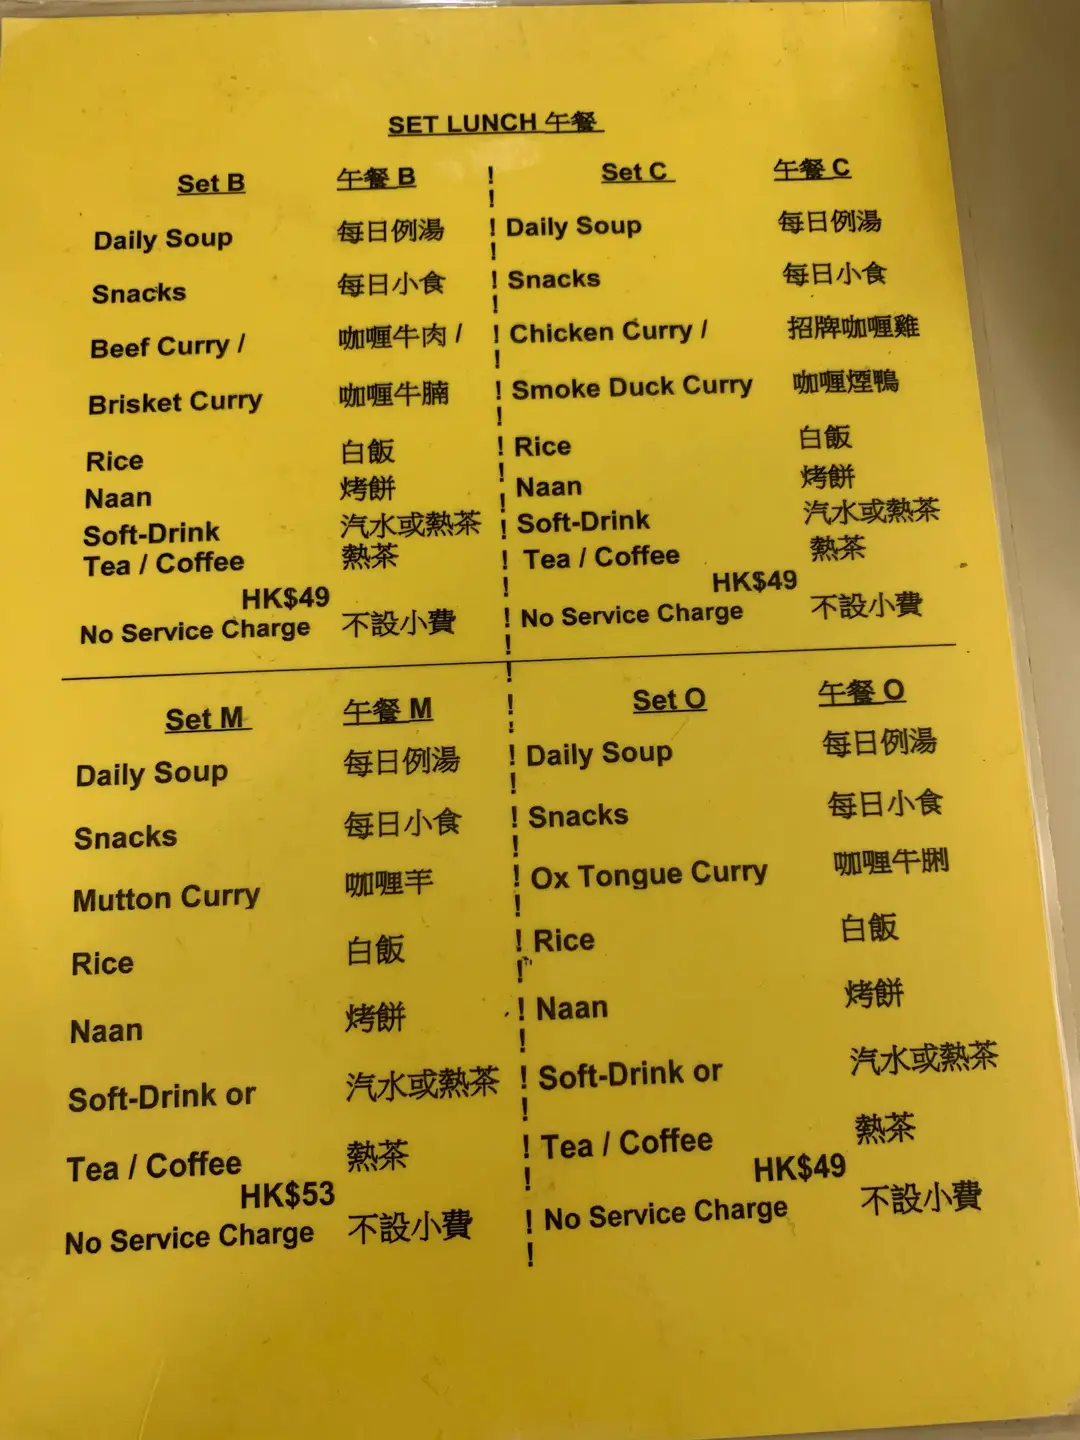 SET LUNCH 午餐
Set B 午餐 B
Daily Soup 每日例湯
Snacks 每日小食
Beef Curry / 咖喱牛肉 /
Brisket Curry 咖喱牛腩
Rice 白飯
Naan 烤餅
Soft-Drink 汽水或熱茶
Tea / Coffee 熱茶
HK$49
No Service Charge 不設小費
Set C 午餐 C
Daily Soup 每日例湯
Snacks 每日小食
Chicken Curry / 招牌咖喱雞
Smoke Duck Curry 咖喱煙鴨
Rice 白飯
Naan 烤餅
Soft-Drink 汽水或熱茶
Tea / Coffee 熱茶
HK$49
No Service Charge 不設小費
Set M 午餐 M
Daily Soup 每日例湯
Snacks 每日小食
Mutton Curry 咖喱羊
Rice 白飯
Naan 烤餅
Soft-Drink or 汽水或熱茶
Tea / Coffee 熱茶
HK$53
No Service Charge 不設小費
Set O 午餐 O
Daily Soup 每日例湯
Snacks 每日小食
Ox Tongue Curry 咖喱牛脷
Rice 白飯
Naan 烤餅
Soft-Drink or 汽水或熱茶
Tea / Coffee 熱茶
HK$49
No Service Charge 不設小費